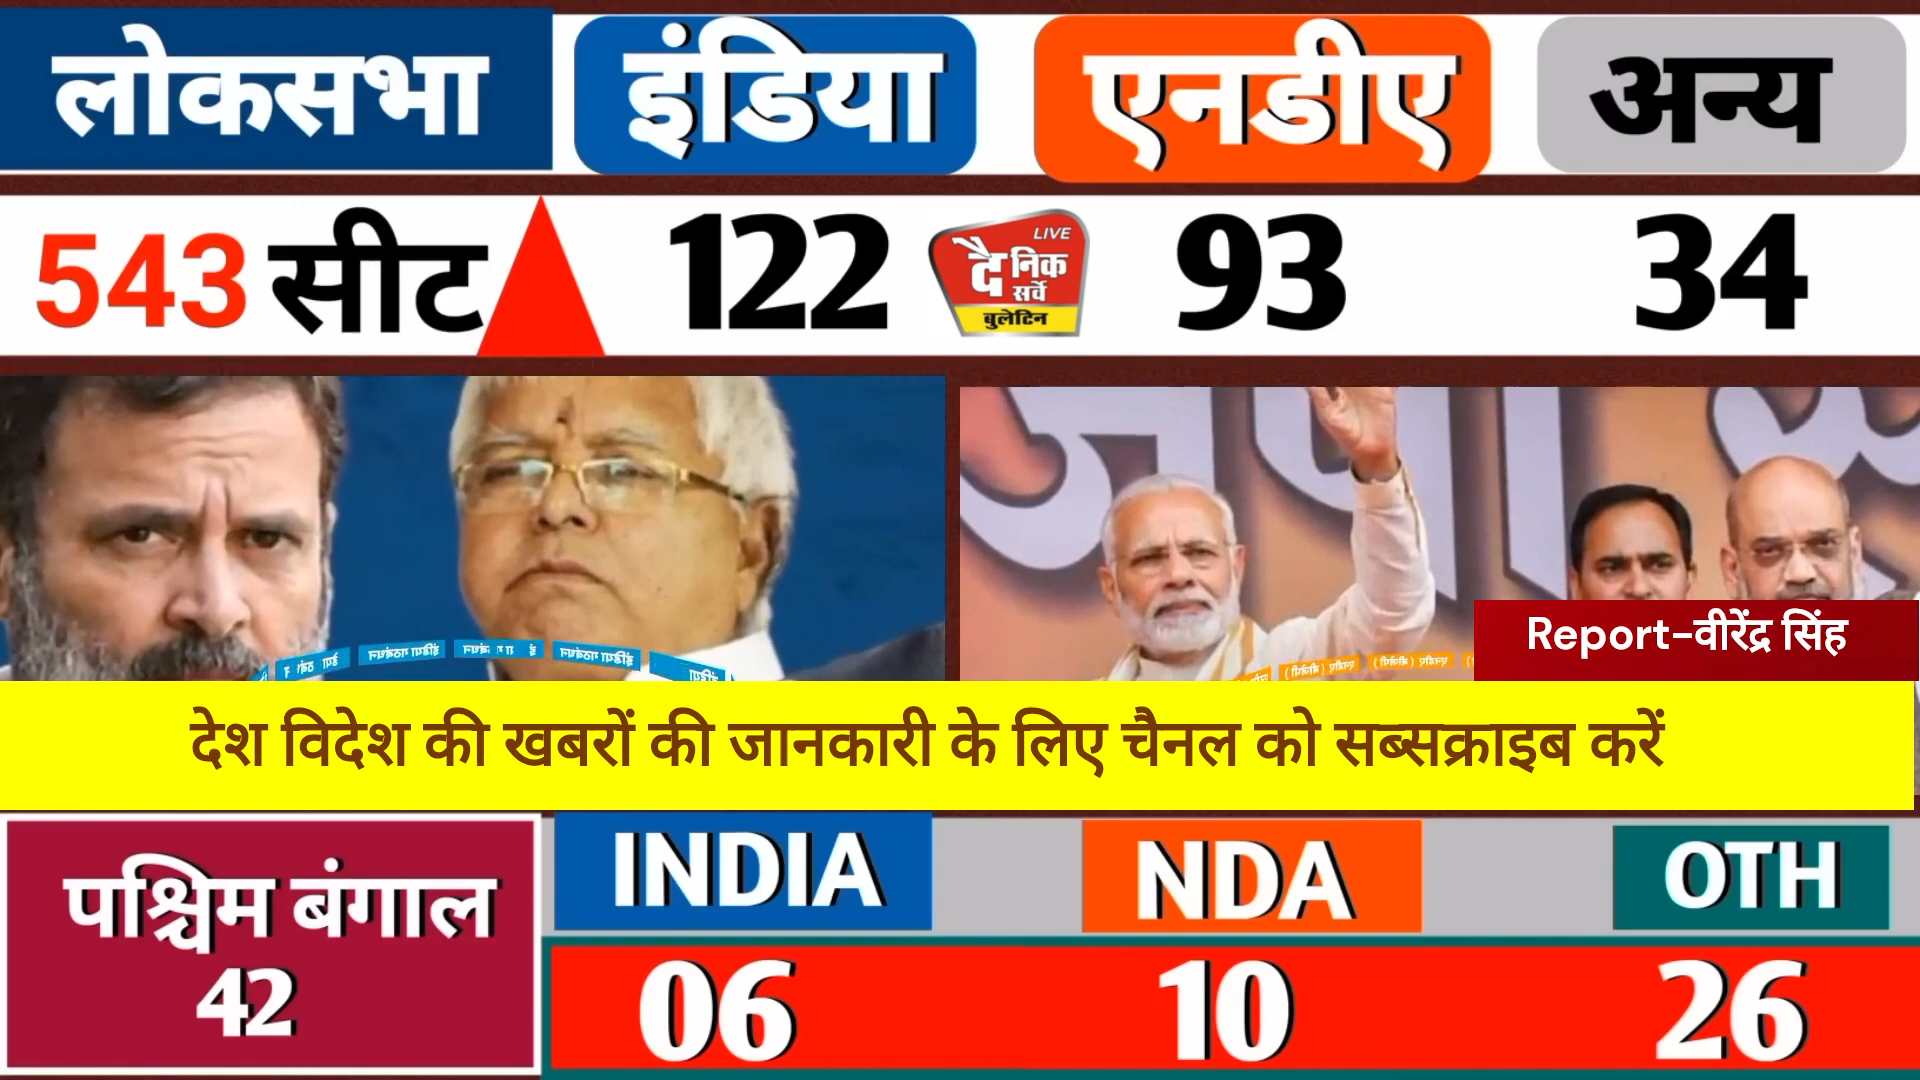 लोकसभा
इंडिया
एनडीए
अन्य
543 सीट
122
LIVE
दैनिक
सर्वे
बुलेटिन
93
34
Report-वीरेंद्र सिंह
देश विदेश की खबरों की जानकारी के लिए चैनल को सब्सक्राइब करें
पश्चिम बंगाल
42
INDIA
NDA
OTH
06
10
26